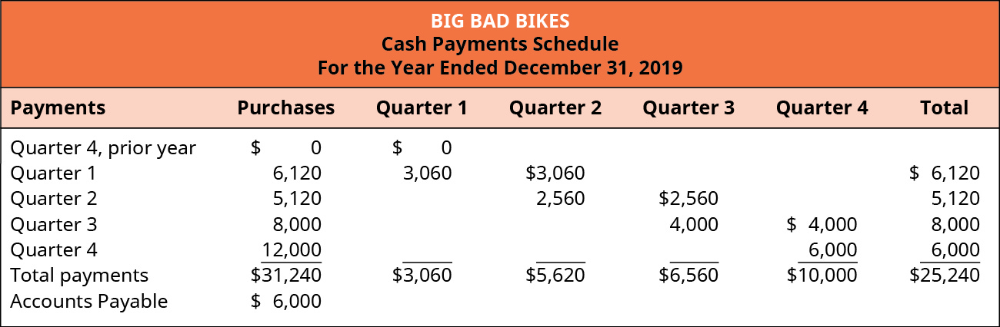 BIG BAD BIKES
Cash Payments Schedule
For the Year Ended December 31, 2019
Payments Purchases Quarter 1 Quarter 2 Quarter 3 Quarter 4 Total
Quarter 4, prior year $ 0 $ 0
Quarter 1 6,120 3,060 $3,060 $ 6,120
Quarter 2 5,120 2,560 $2,560 5,120
Quarter 3 8,000 4,000 $ 4,000 8,000
Quarter 4 12,000 6,000 6,000
Total payments $31,240 $3,060 $5,620 $6,560 $10,000 $25,240
Accounts Payable $ 6,000